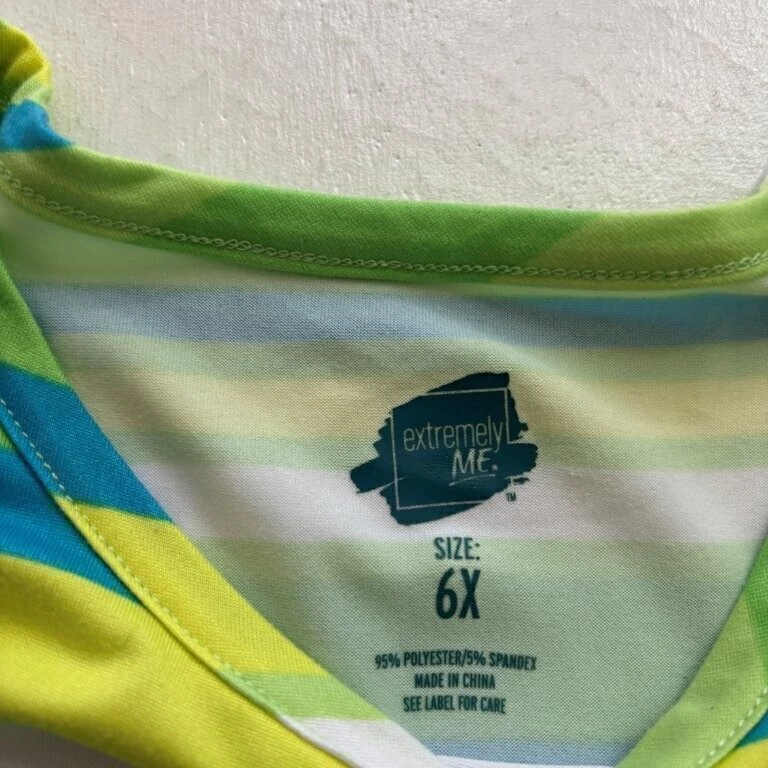 extremely
ME.
TM
SIZE:
6X
95% POLYESTER/5% SPANDEX
MADE IN CHINA
SEE LABEL FOR CARE